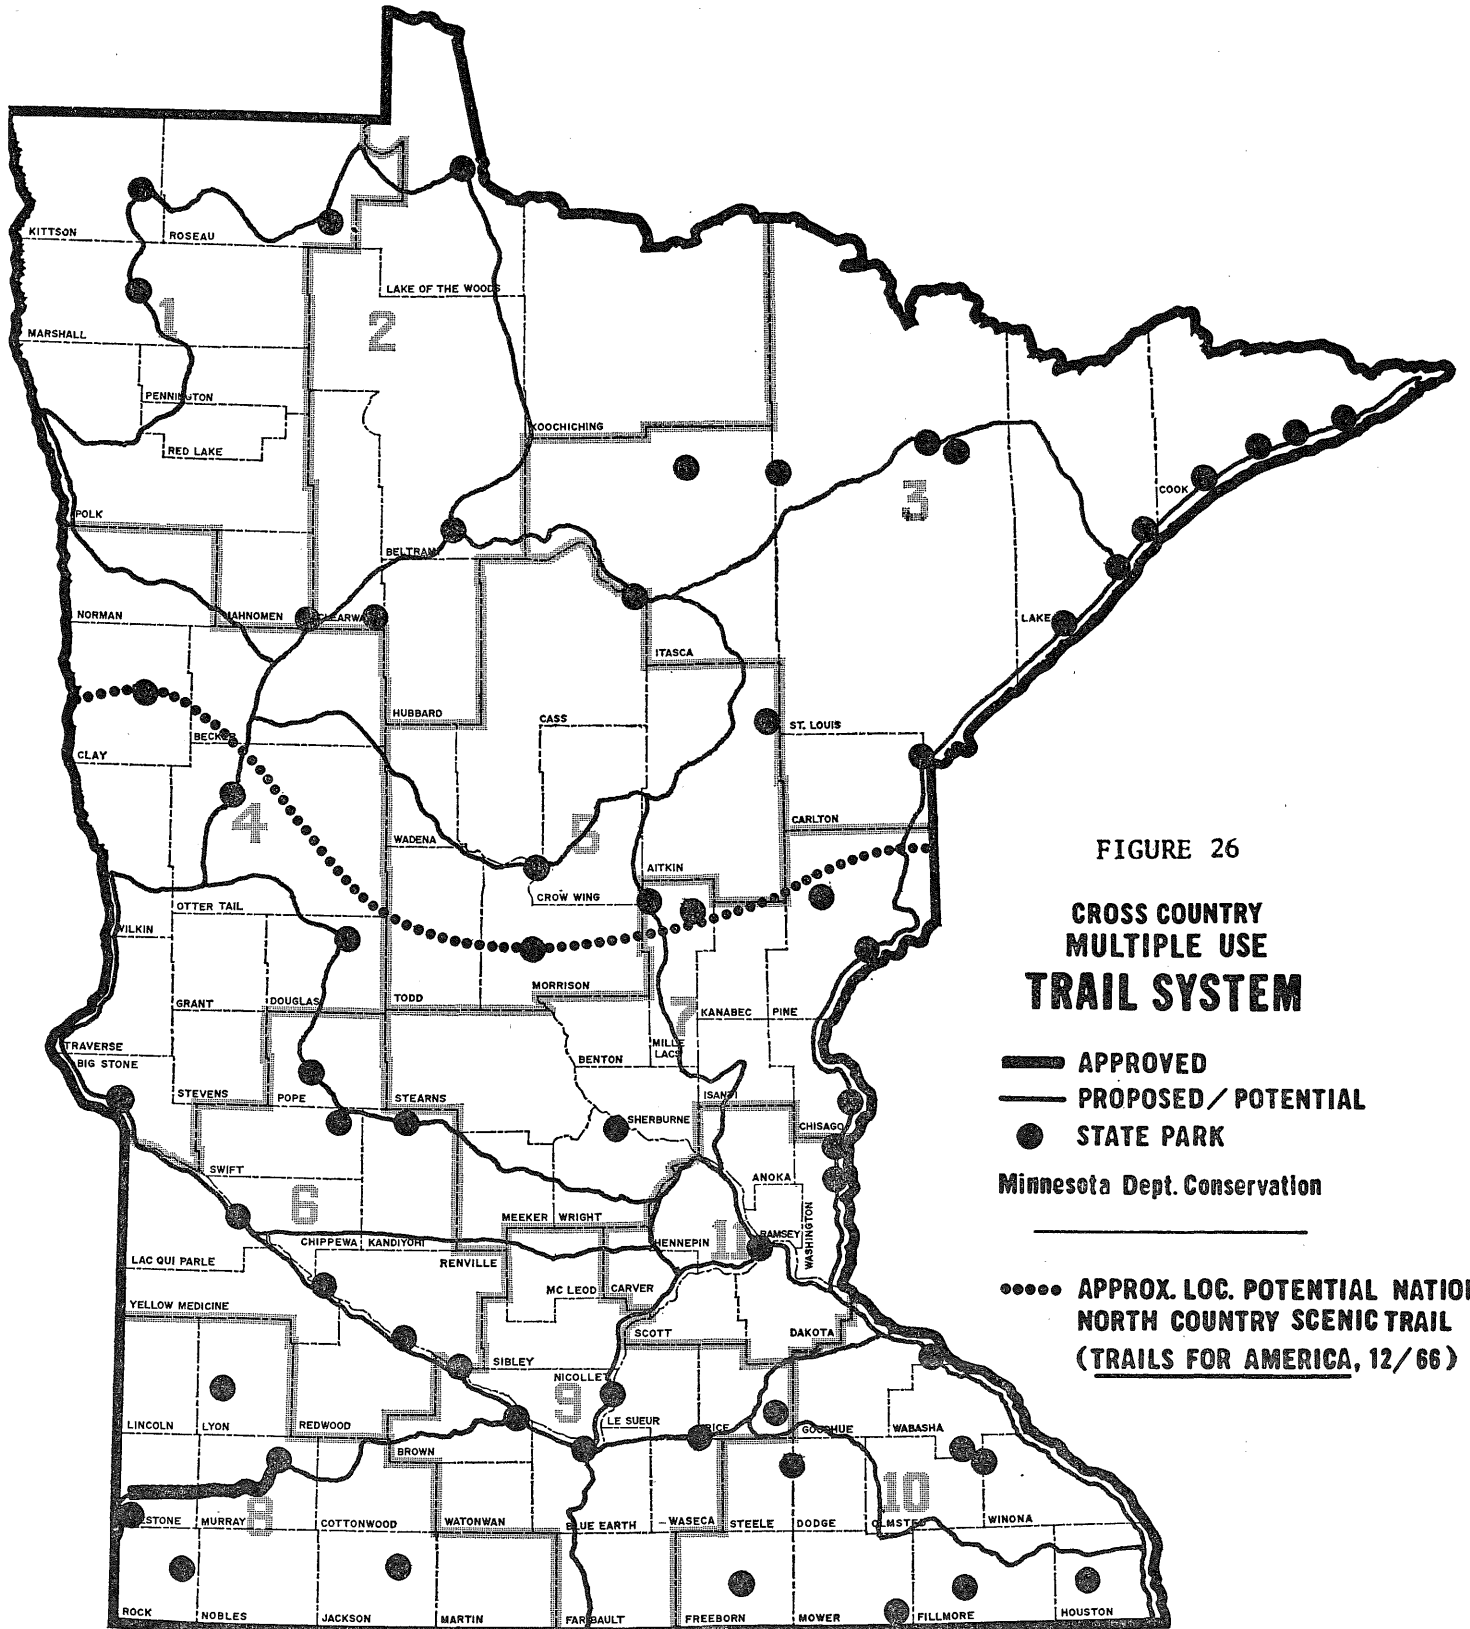 KITTSON
ROSEAU
LAKE OF THE WOODS
1
2
MARSHALL
PENNINGTON
KOOCHICHING
RED LAKE
3
COOK
POLK
BELTRAMI
NORMAN
MAHNOMEN
CLEARWA
LAKE
ITASCA
HUBBARD
CASS
ST. LOUIS
BECKER
CLAY
4
5
CARLTON
WADENA
AITKIN
CROW WING
OTTER TAIL
WILKIN
MORRISON
GRANT
DOUGLAS
TODD
7
KANABEC
PINE
TRAVERSE
MILLE
LACS
BIG STONE
BENTON
STEVENS
POPE
STEARNS
ISANTI
SHERBURNE
CHISAGO
SWIFT
ANOKA
6
MEEKER
WRIGHT
WASHINGTON
11
RAMSEY
CHIPPEWA
KANDIYOHI
HENNEPIN
LAC QUI PARLE
RENVILLE
MC LEOD
CARVER
YELLOW MEDICINE
SCOTT
DAKOTA
SIBLEY
NICOLLET
9
LINCOLN
LYON
REDWOOD
LE SUEUR
RICE
GOODHUE
WABASHA
BROWN
10
8
STONE
MURRAY
COTTONWOOD
WATONWAN
BLUE EARTH
WASECA
STEELE
DODGE
OLMSTED
WINONA
ROCK
NOBLES
JACKSON
MARTIN
FARIBAULT
FREEBORN
MOWER
FILLMORE
HOUSTON
FIGURE 26
CROSS COUNTRY
MULTIPLE USE
TRAIL SYSTEM
APPROVED
PROPOSED/POTENTIAL
STATE PARK
Minnesota Dept. Conservation
APPROX. LOC. POTENTIAL NATIO
NORTH COUNTRY SCENIC TRAIL
(TRAILS FOR AMERICA, 12/66)